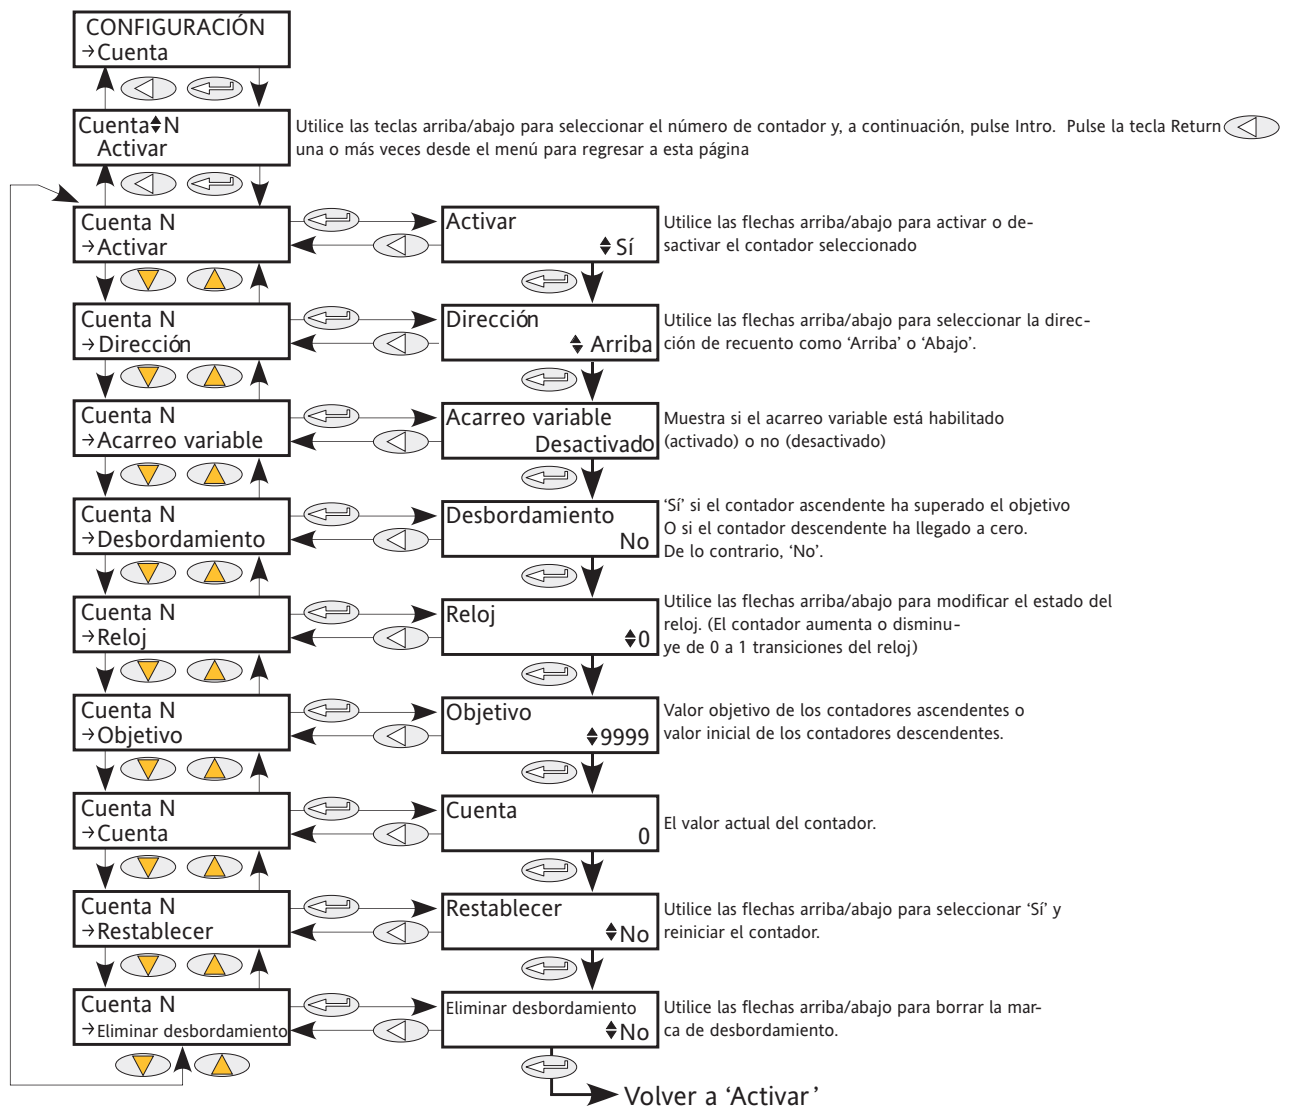 CONFIGURACIÓN
→Cuenta
Cuenta N
Activar
Utilice las teclas arriba/abajo para seleccionar el número de contador y, a continuación, pulse Intro. Pulse la tecla Return
una o más veces desde el menú para regresar a esta página
Cuenta N
→Activar
Activar
Sí
Utilice las flechas arriba/abajo para activar o de-
sactivar el contador seleccionado
Cuenta N
→Dirección
Dirección
Arriba
Utilice las flechas arriba/abajo para seleccionar la direc-
ción de recuento como ‘Arriba’ o ‘Abajo’.
Cuenta N
→Acarreo variable
Acarreo variable
Desactivado
Muestra si el acarreo variable está habilitado
(activado) o no (desactivado)
Cuenta N
→Desbordamiento
Desbordamiento
No
‘Sí’ si el contador ascendente ha superado el objetivo
O si el contador descendente ha llegado a cero.
De lo contrario, ‘No’.
Cuenta N
→Reloj
Reloj
0
Utilice las flechas arriba/abajo para modificar el estado del
reloj. (El contador aumenta o disminu-
ye de 0 a 1 transiciones del reloj)
Cuenta N
→Objetivo
Objetivo
9999
Valor objetivo de los contadores ascendentes o
valor inicial de los contadores descendentes.
Cuenta N
→Cuenta
Cuenta
0
El valor actual del contador.
Cuenta N
→Restablecer
Restablecer
No
Utilice las flechas arriba/abajo para seleccionar ‘Sí’ y
reiniciar el contador.
Cuenta N
→Eliminar desbordamiento
Eliminar desbordamiento
No
Utilice las flechas arriba/abajo para borrar la mar-
ca de desbordamiento.
Volver a ‘Activar’